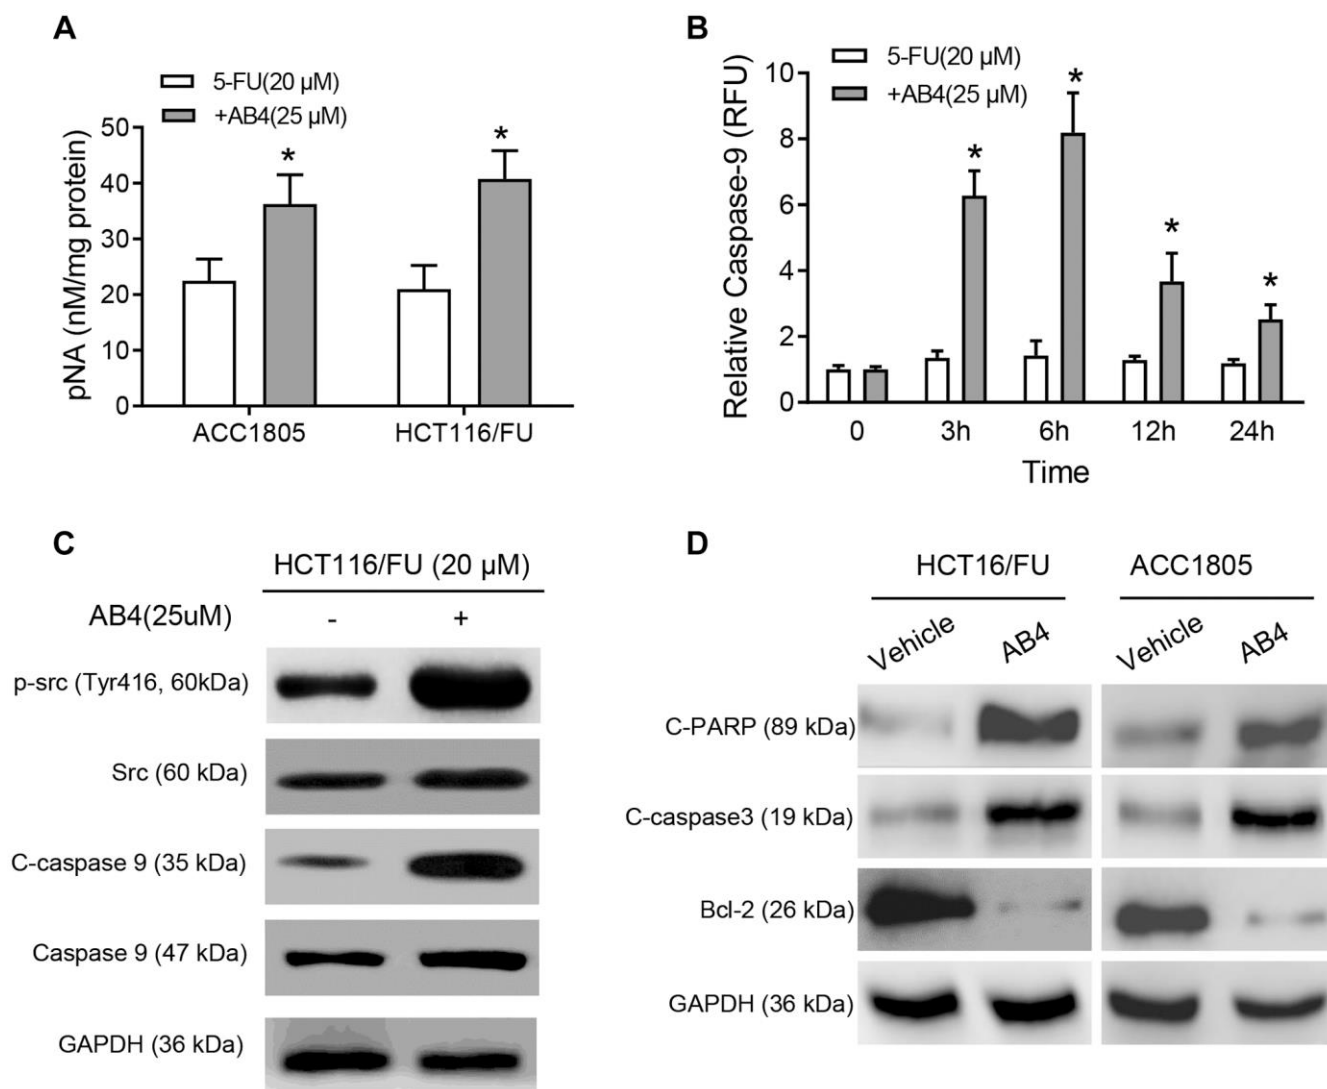 A
5-FU(20 µM)
+AB4(25 µM)
pNA (nM/mg protein)
50
40
30
20
10
0
*
*
ACC1805
HCT116/FU
B
5-FU(20 µM)
+AB4(25 µM)
Relative Caspase-9 (RFU)
10
8
6
4
2
0
*
*
*
*
0
3h
6h
12h
24h
Time
C
HCT116/FU (20 µM)
AB4(25uM)
-
+
p-src (Tyr416, 60kDa)
Src (60 kDa)
C-caspase 9 (35 kDa)
Caspase 9 (47 kDa)
GAPDH (36 kDa)
D
HCT16/FU
ACC1805
Vehicle
AB4
Vehicle
AB4
C-PARP (89 kDa)
C-caspase3 (19 kDa)
Bcl-2 (26 kDa)
GAPDH (36 kDa)